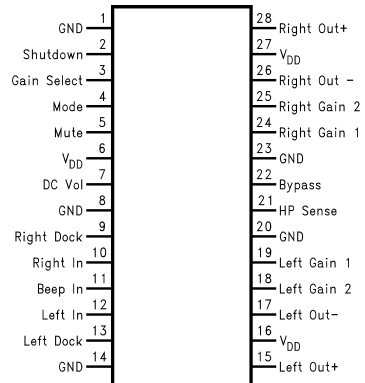 GND 1
Shutdown 2
Gain Select 3
Mode 4
Mute 5
VDD 6
DC Vol 7
GND 8
Right Dock 9
Right In 10
Beep In 11
Left In 12
Left Dock 13
GND 14
28 Right Out+
27 VDD
26 Right Out -
25 Right Gain 2
24 Right Gain 1
23 GND
22 Bypass
21 HP Sense
20 GND
19 Left Gain 1
18 Left Gain 2
17 Left Out-
16 VDD
15 Left Out+